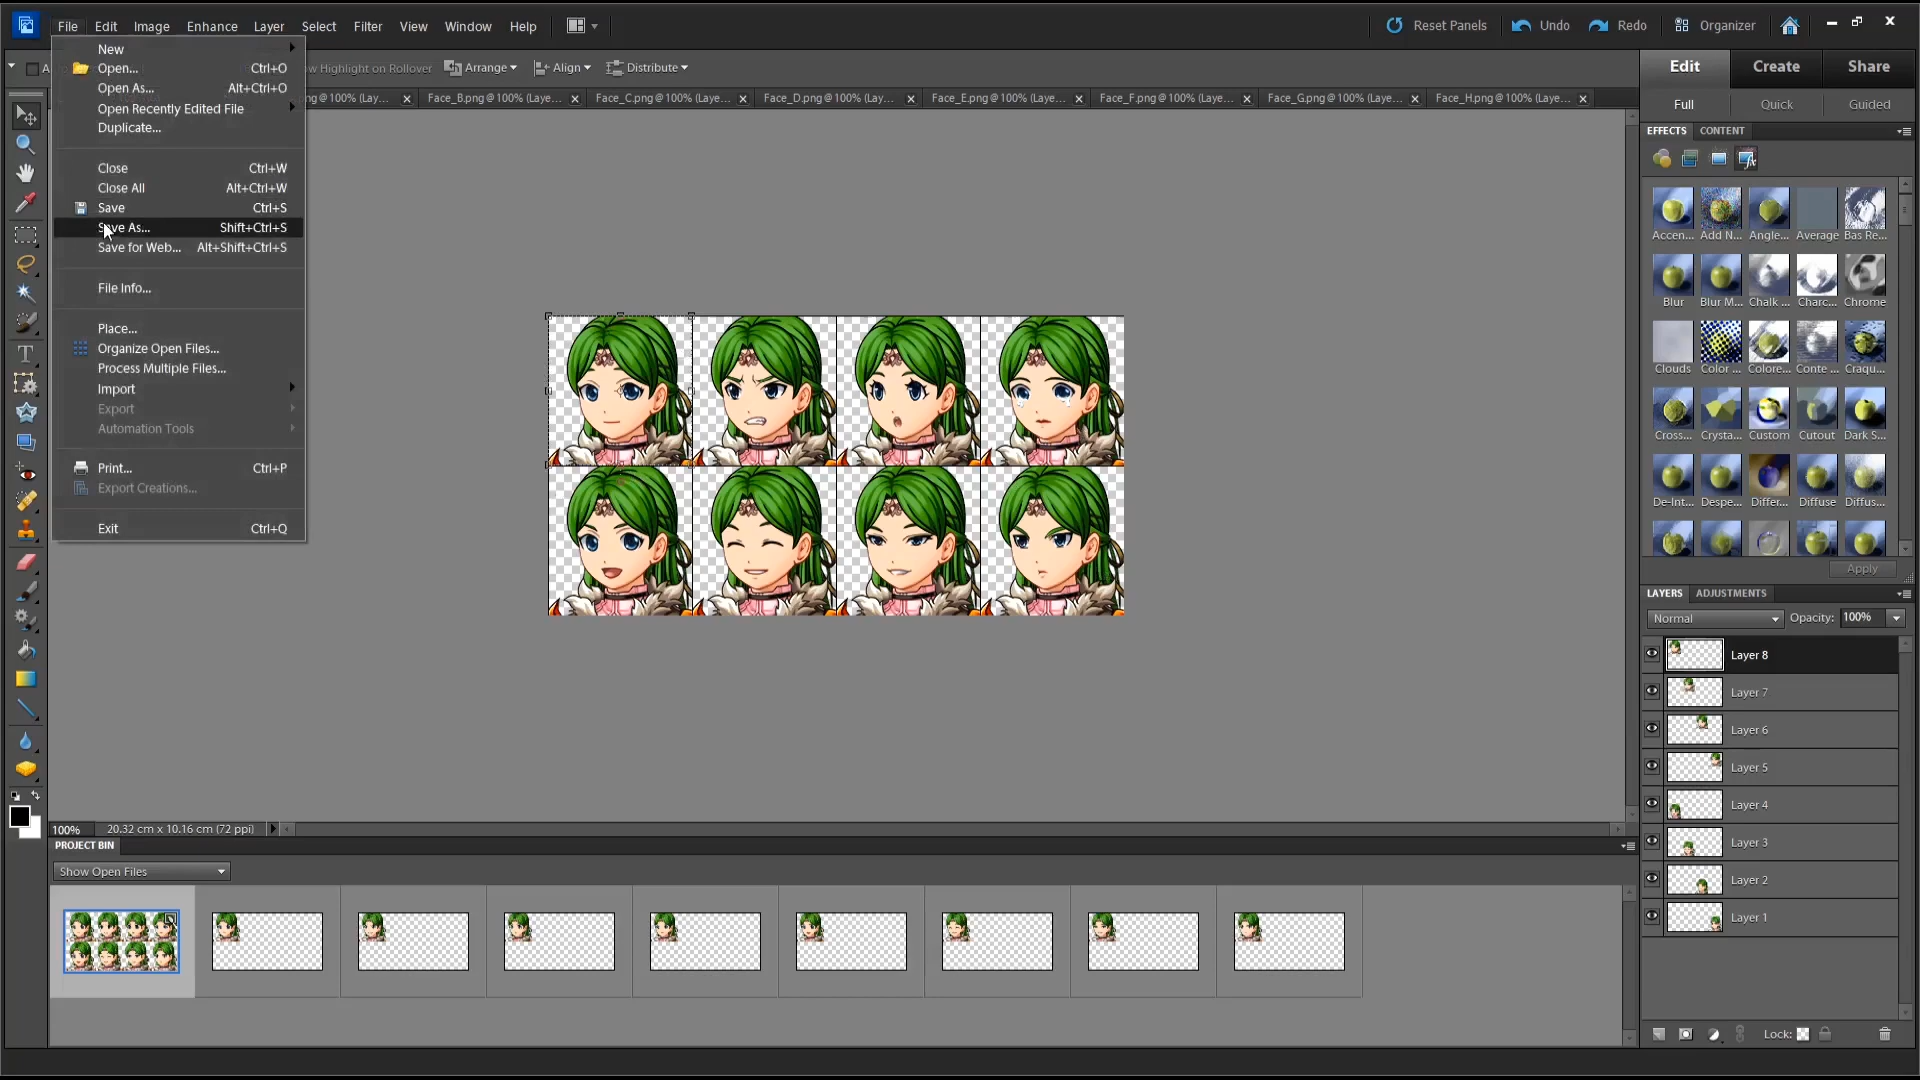 File Edit Image Enhance Layer Select Filter View Window Help
Reset Panels Undo Redo Organizer
New
Open... Ctrl+O
Open As... Alt+Ctrl+O
Open Recently Edited File
Duplicate...
Close Ctrl+W
Close All Alt+Ctrl+W
Save Ctrl+S
Save As... Shift+Ctrl+S
Save for Web... Alt+Shift+Ctrl+S
File Info...
Place...
Organize Open Files...
Process Multiple Files...
Import
Export
Automation Tools
Print... Ctrl+P
Export Creations...
Exit Ctrl+Q
A
w Highlight on Rollover Arrange Align Distribute
png @ 100% (Lay... Face_B.png @ 100% (Laye... Face_C.png @ 100% (Laye... Face_D.png @ 100% (Lay... Face_E.png @ 100% (Laye... Face_F.png @ 100% (Laye... Face_G.png @ 100% (Laye... Face_H.png @ 100% (Laye...
Edit Create Share
Full Quick Guided
EFFECTS CONTENT
Accen... Add N... Angle... Average Bas Re...
Blur Blur M... Chalk ... Charc... Chrome
Clouds Color ... Colore... Conte ... Craqu...
Cross... Crysta... Custom Cutout Dark S...
De-Int... Despe... Differ... Diffuse Diffus...
Apply
LAYERS ADJUSTMENTS
Normal Opacity: 100%
Layer 8
Layer 7
Layer 6
Layer 5
Layer 4
Layer 3
Layer 2
Layer 1
Lock:
100% 20.32 cm x 10.16 cm (72 ppi)
PROJECT BIN
Show Open Files